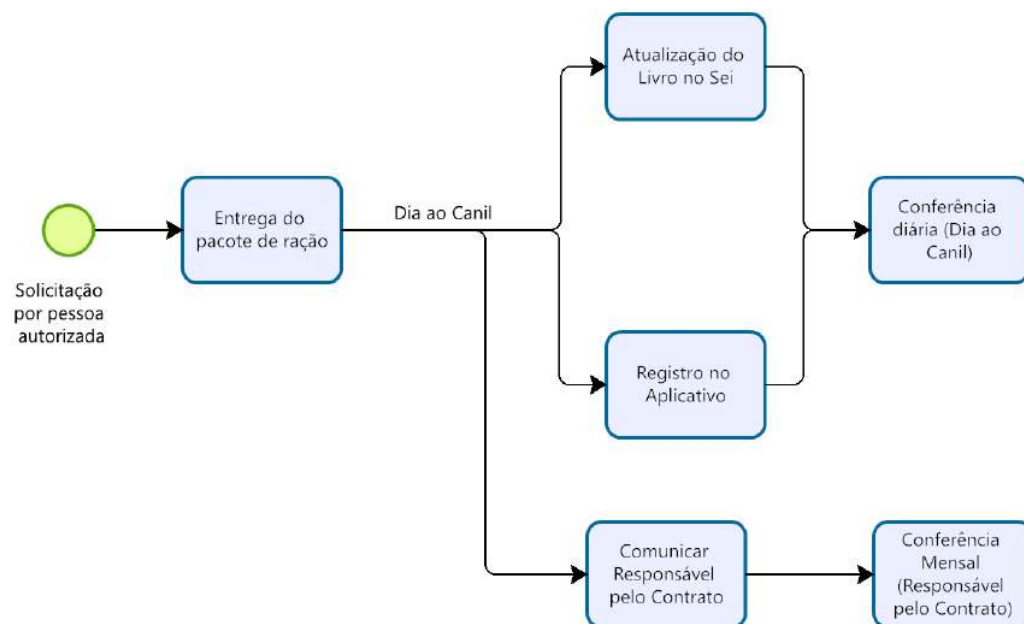 Solicitação
por pessoa
autorizada
Entrega do
pacote de ração
Dia ao Canil
Atualização do
Livro no Sei
Registro no
Aplicativo
Conferência
diária (Dia ao
Canil)
Comunicar
Responsável
pelo Contrato
Conferência
Mensal
(Responsável
pelo Contrato)